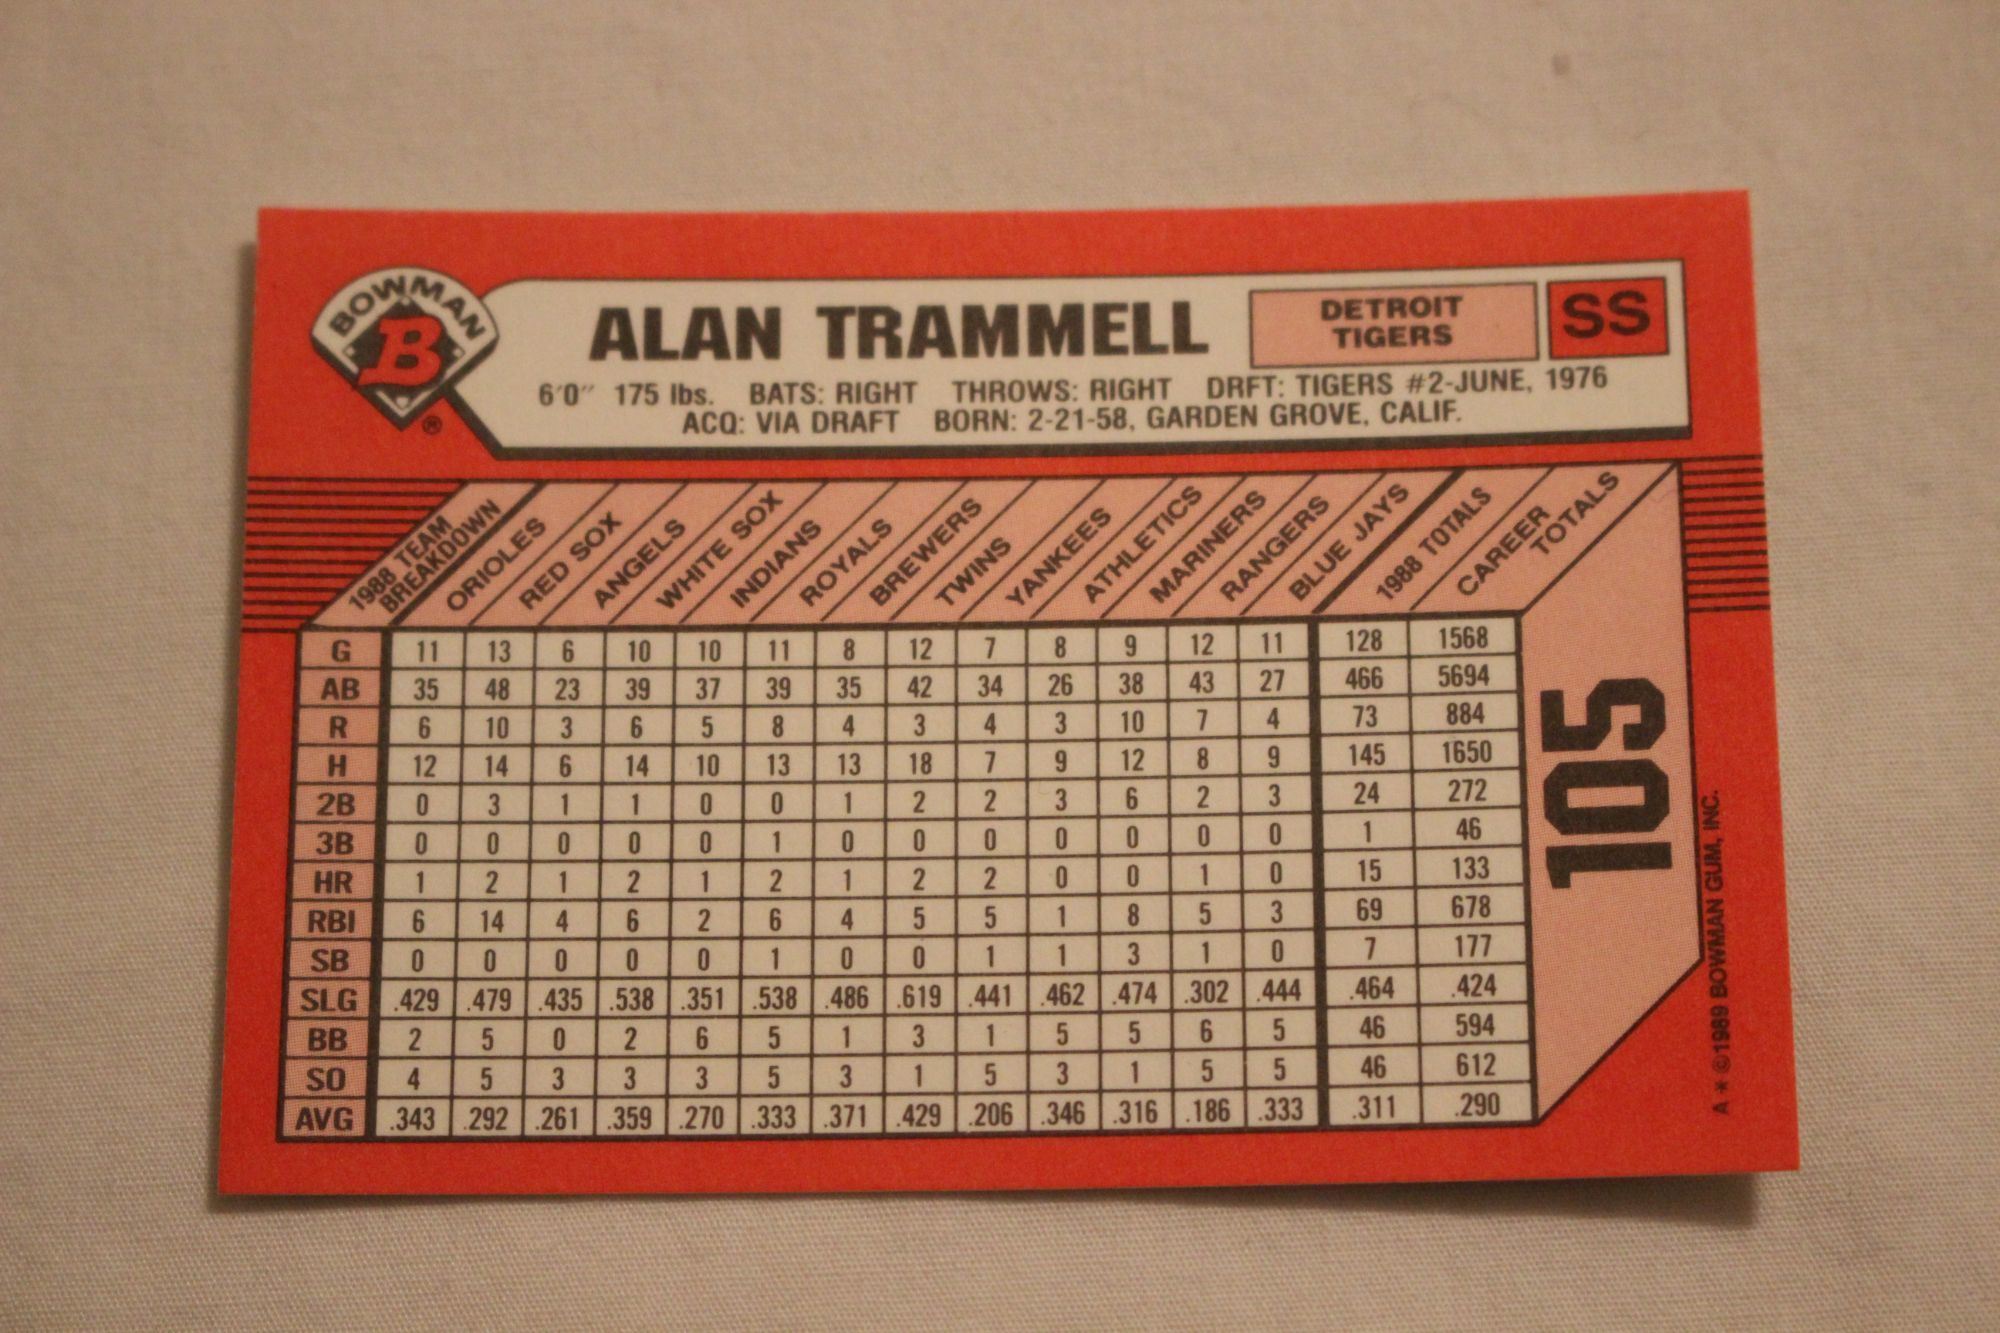 BOWMAN
B
®
ALAN TRAMMELL
DETROIT
TIGERS
SS
6'0" 175 lbs. BATS: RIGHT THROWS: RIGHT DRFT: TIGERS #2-JUNE, 1976
ACQ: VIA DRAFT BORN: 2-21-58, GARDEN GROVE, CALIF.
1988 TEAM
BREAKDOWN
ORIOLES
RED SOX
ANGELS
WHITE SOX
INDIANS
ROYALS
BREWERS
TWINS
YANKEES
ATHLETICS
MARINERS
RANGERS
BLUE JAYS
1988 TOTALS
CAREER
TOTALS
G 11 13 6 10 10 11 8 12 7 8 9 12 11 128 1568
AB 35 48 23 39 37 39 35 42 34 26 38 43 27 466 5694
R 6 10 3 6 5 8 4 3 4 3 10 7 4 73 884
H 12 14 6 14 10 13 13 18 7 9 12 8 9 145 1650
2B 0 3 1 1 0 0 1 2 2 3 6 2 3 24 272
3B 0 0 0 0 0 1 0 0 0 0 0 0 0 1 46
HR 1 2 1 2 1 2 1 2 2 0 0 1 0 15 133
RBI 6 14 4 6 2 6 4 5 5 1 8 5 3 69 678
SB 0 0 0 0 0 1 0 0 1 1 3 1 0 7 177
SLG .429 .479 .435 .538 .351 .538 .486 .619 .441 .462 .474 .302 .444 .464 .424
BB 2 5 0 2 6 5 1 3 1 5 5 6 5 46 594
SO 4 5 3 3 3 5 3 1 5 3 1 5 5 46 612
AVG .343 .292 .261 .359 .270 .333 .371 .429 .206 .346 .316 .186 .333 .311 .290
105
A * ©1989 BOWMAN GUM, INC.